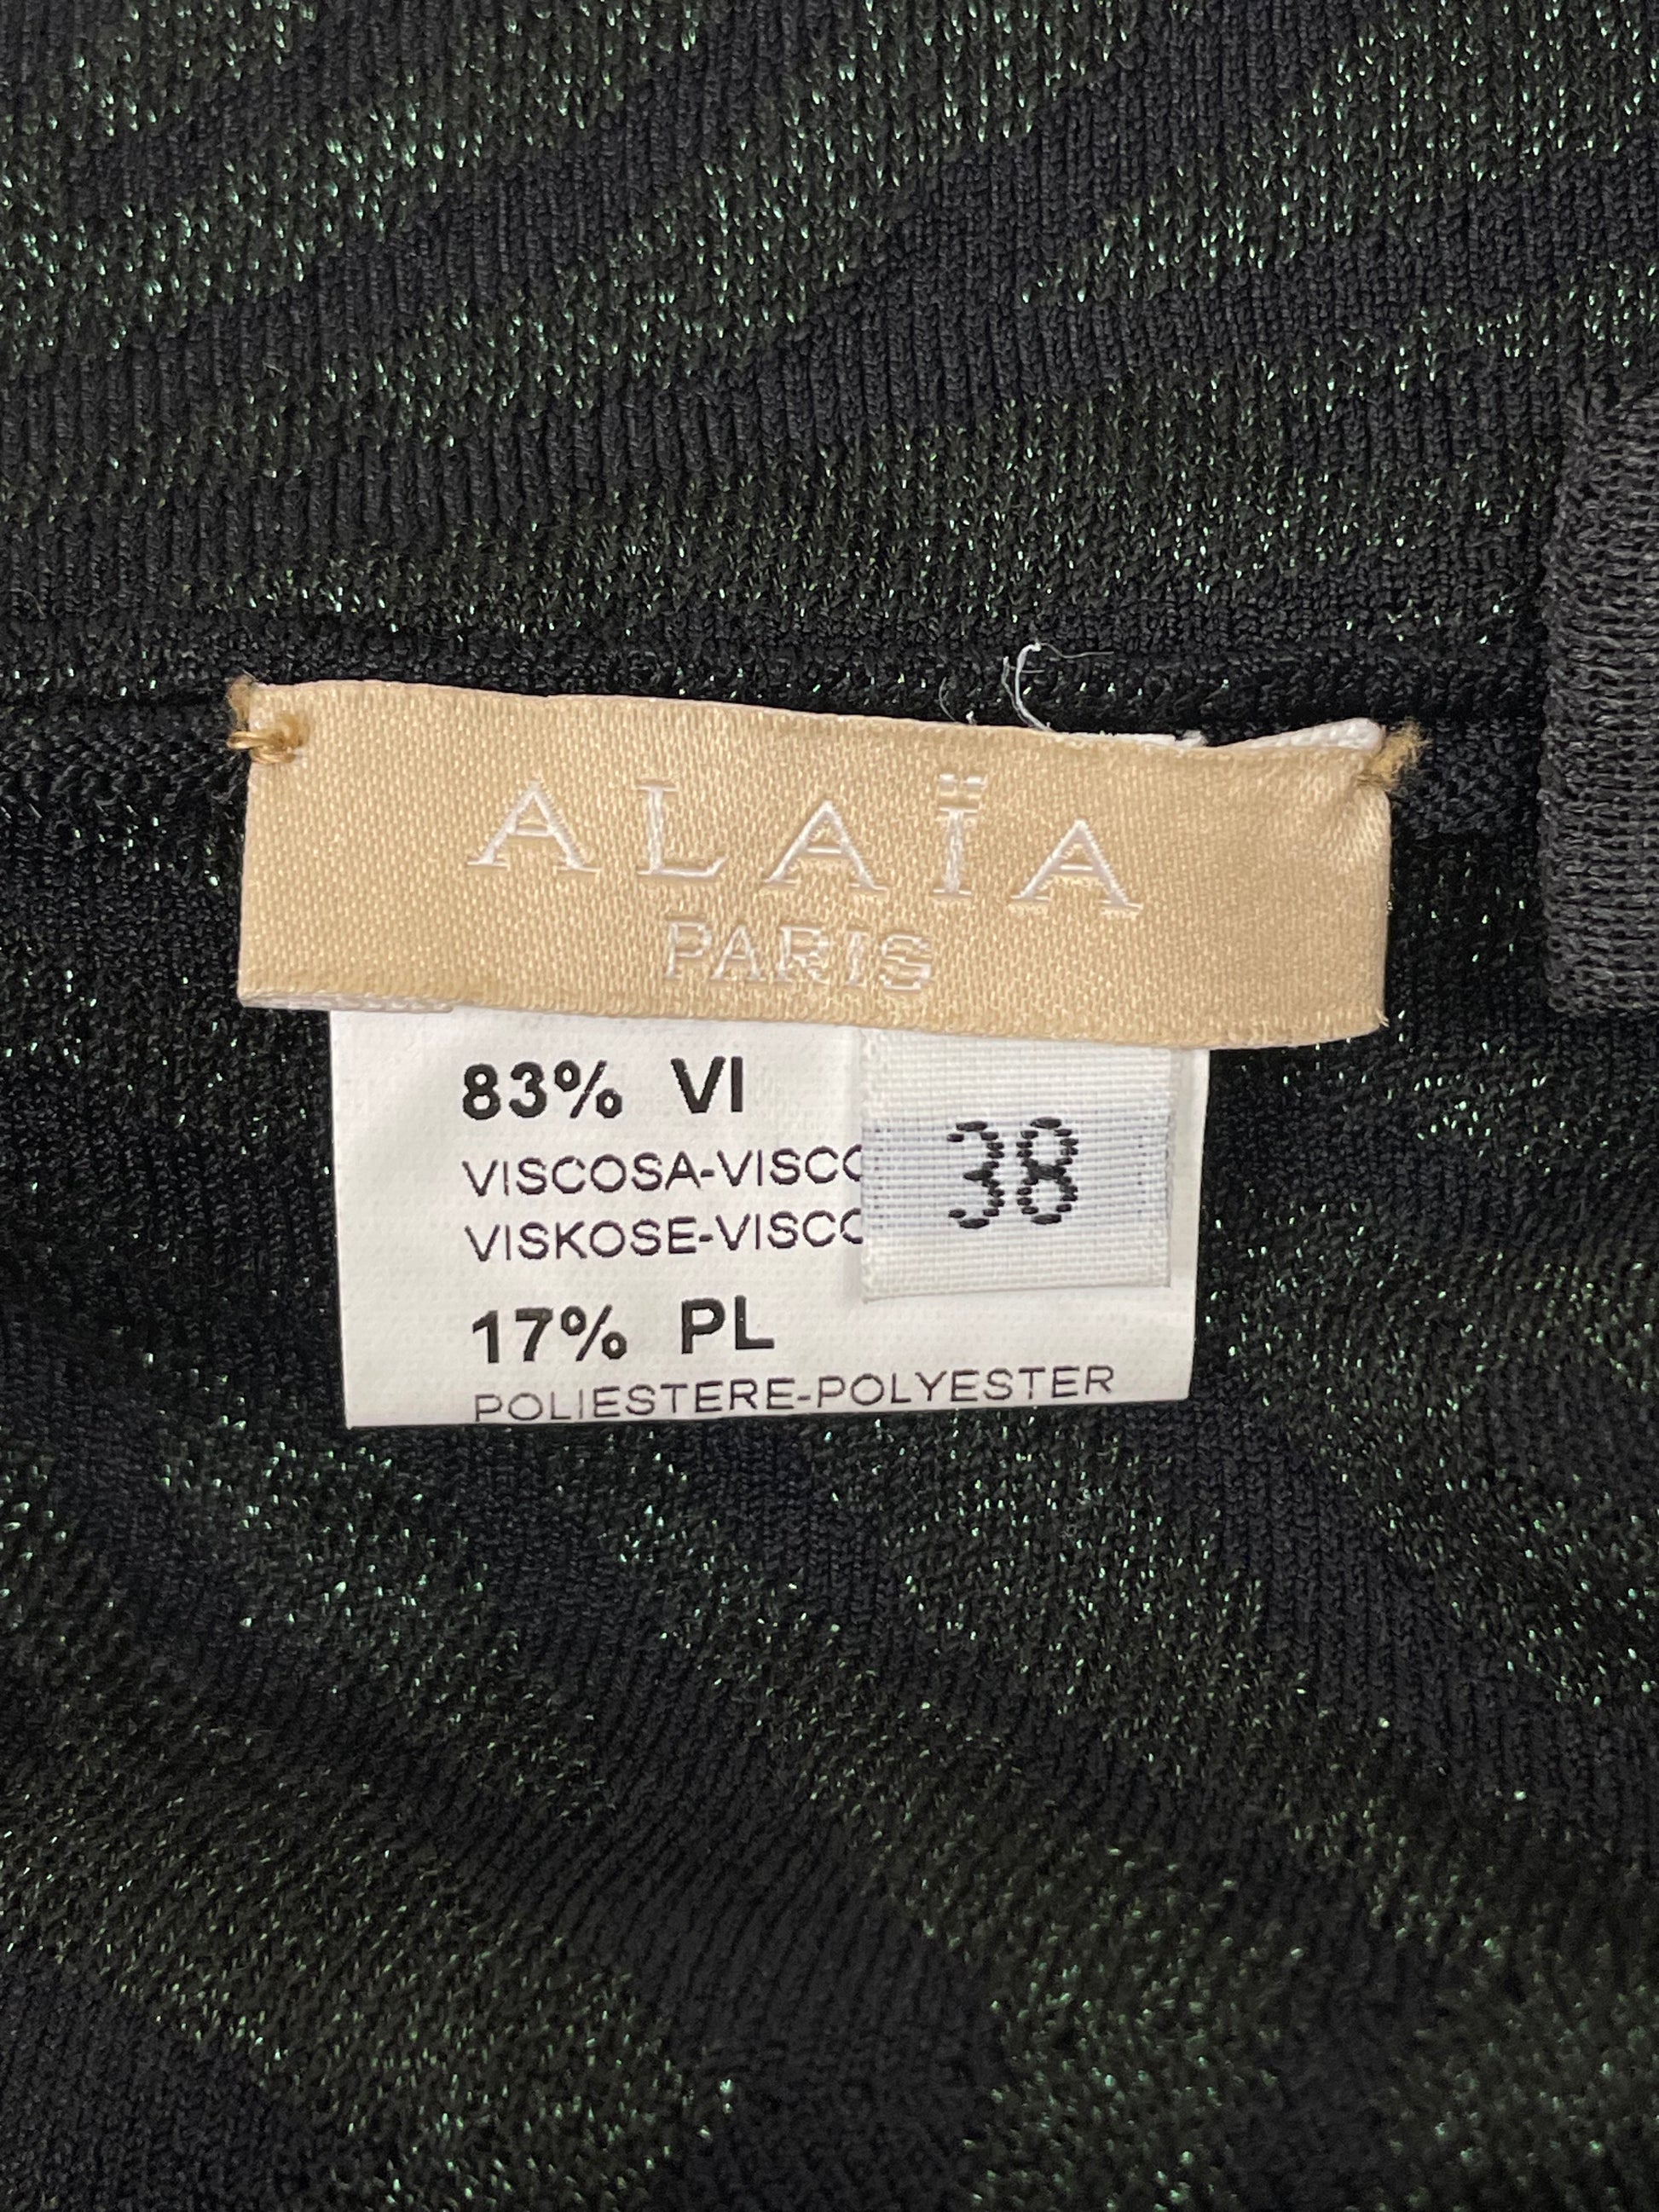 ALAÏA
PARIS
83% VI
VISCOSA-VISCO
VISKOSE-VISCO
38
17% PL
POLIESTERE-POLYESTER